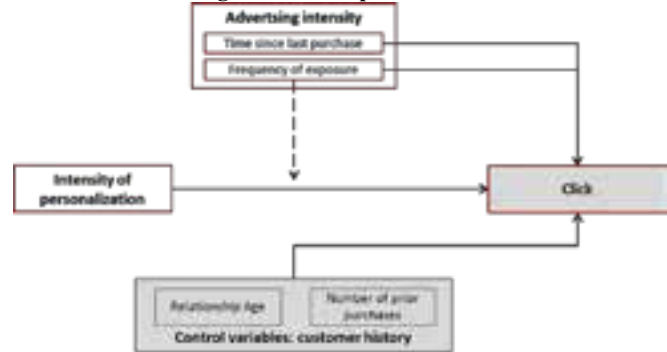 Advertsing intensity
Time since last purchase
Frequency of exposure
Intensity of
personalization
Click
Relationship Age
Number of prior
purchases
Control variables: customer history